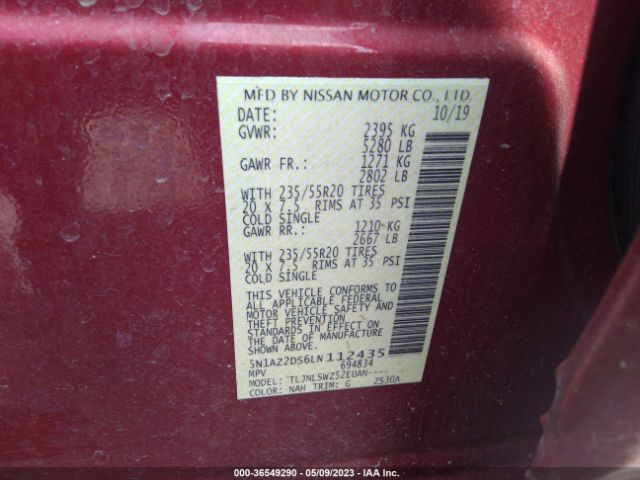 MFD BY NISSAN MOTOR CO., LTD.
DATE: 10/19
GVWR: 2395 KG
5280 LB
GAWR FR.: 1271 KG
2802 LB
WITH 235/55R20 TIRES
20 X 7.5 RIMS AT 35 PSI
COLD SINGLE
GAWR RR.: 1210 KG
2667 LB
WITH 235/55R20 TIRES
20 X 7.5 RIMS AT 35 PSI
COLD SINGLE
THIS VEHICLE CONFORMS TO
ALL APPLICABLE FEDERAL
MOTOR VEHICLE SAFETY AND
THEFT PREVENTION
STANDARDS IN EFFECT ON
THE DATE OF MANUFACTURE
SHOWN ABOVE.
5N1AZ2DS6LN112435
MPV 694834
MODEL: TLJNLSWZ52EUAN----
COLOR: NAH TRIM: G ZS30A
000-36549290 - 05/09/2023 - IAA Inc.